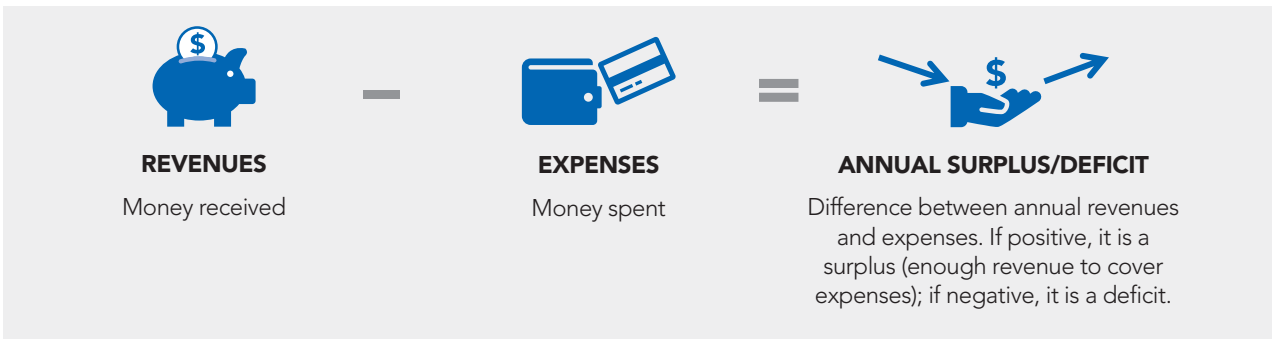 $
$
REVENUES
Money received
EXPENSES
Money spent
ANNUAL SURPLUS/DEFICIT
Difference between annual revenues
and expenses. If positive, it is a
surplus (enough revenue to cover
expenses); if negative, it is a deficit.